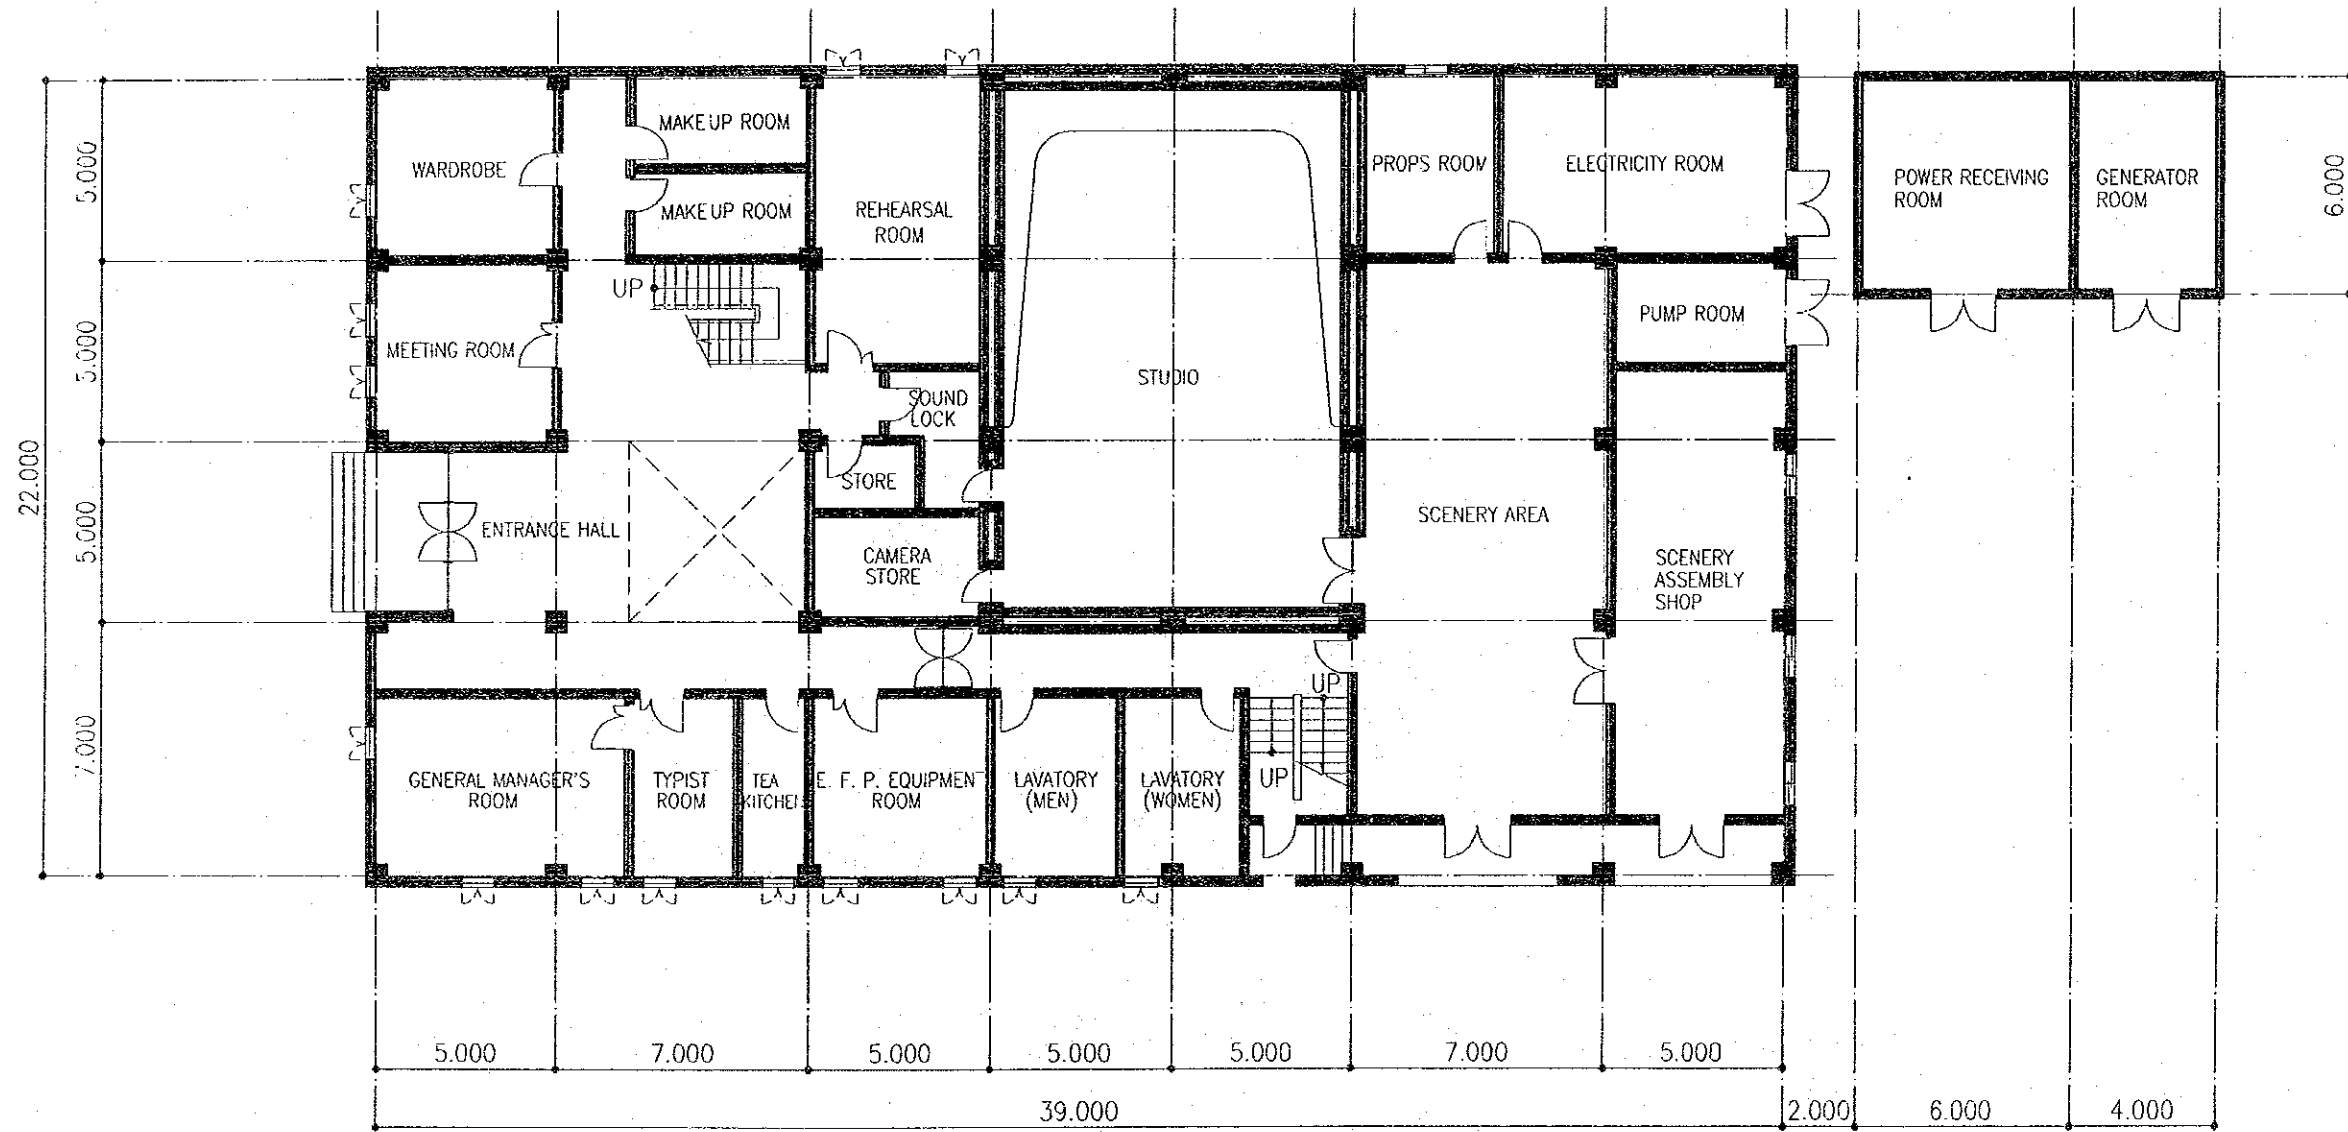 MAKE UP ROOM
WARDROBE
MAKE UP ROOM
REHEARSAL
ROOM
PROPS ROOM
ELECTRICITY ROOM
POWER RECEIVING
ROOM
GENERATOR
ROOM
5.000
6.000
UP
PUMP ROOM
MEETING ROOM
5.000
STUDIO
SOUND
LOCK
STORE
22.000
ENTRANCE HALL
5.000
SCENERY AREA
CAMERA
STORE
SCENERY
ASSEMBLY
SHOP
UP
7.000
GENERAL MANAGER'S
ROOM
TYPIST
ROOM
TEA
KITCHEN
E. F. P. EQUIPMENT
ROOM
LAVATORY
(MEN)
LAVATORY
(WOMEN)
UP
5.000
7.000
5.000
5.000
5.000
7.000
5.000
39.000
2.000
6.000
4.000